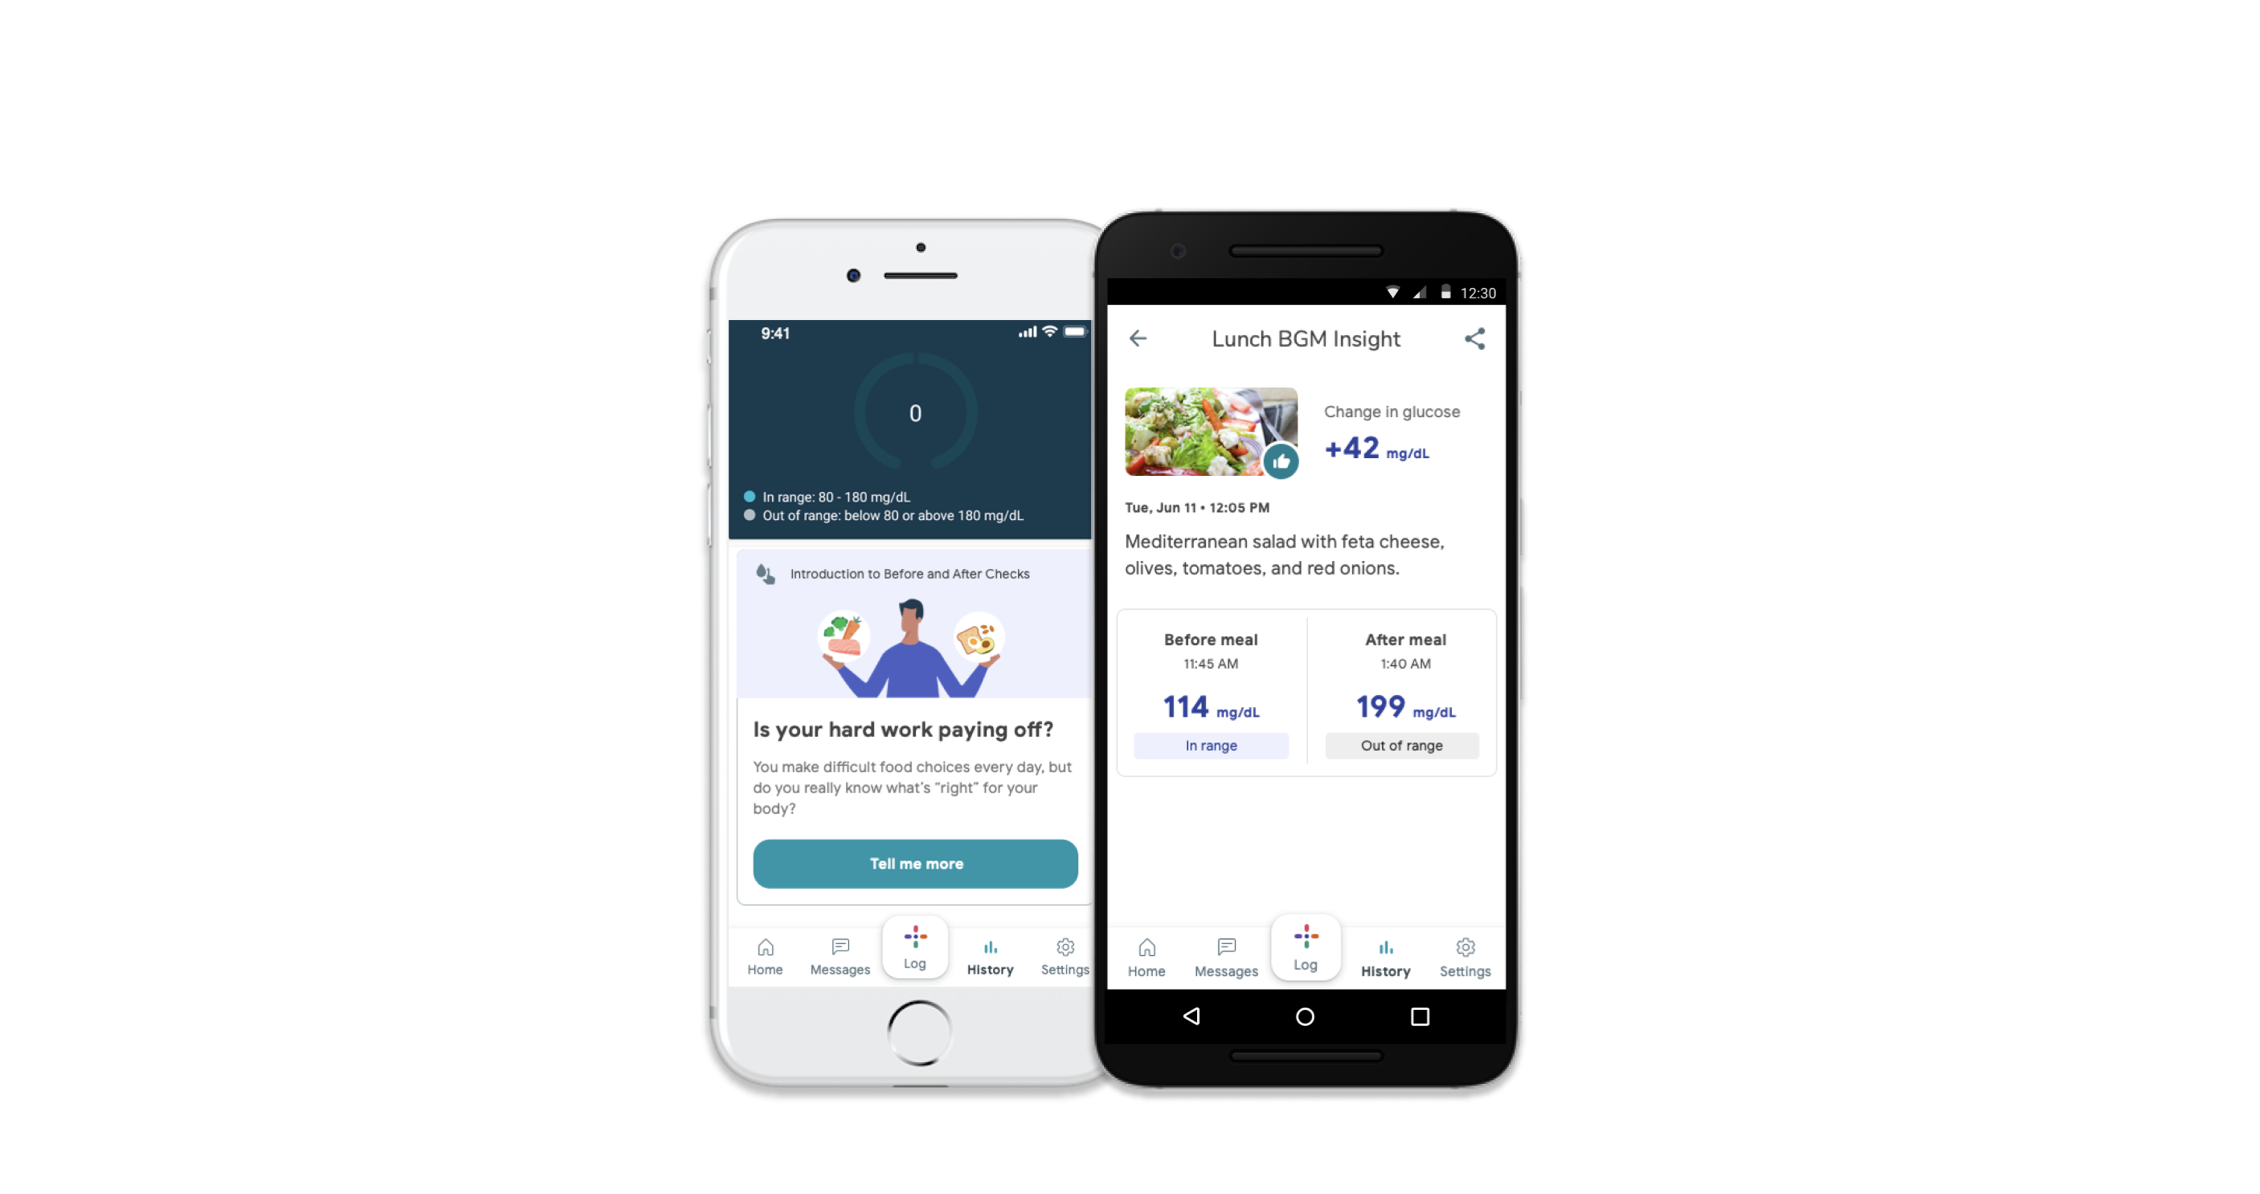 9:41
0
In range: 80 - 180 mg/dL
Out of range: below 80 or above 180 mg/dL
Introduction to Before and After Checks
Is your hard work paying off?
You make difficult food choices every day, but
do you really know what's "right" for your
body?
Tell me more
Home
Messages
Log
History
Settings
12:30
Lunch BGM Insight
Change in glucose
+42 mg/dL
Tue, Jun 11 • 12:05 PM
Mediterranean salad with feta cheese,
olives, tomatoes, and red onions.
Before meal
11:45 AM
114 mg/dL
In range
After meal
1:40 AM
199 mg/dL
Out of range
Home
Messages
Log
History
Settings